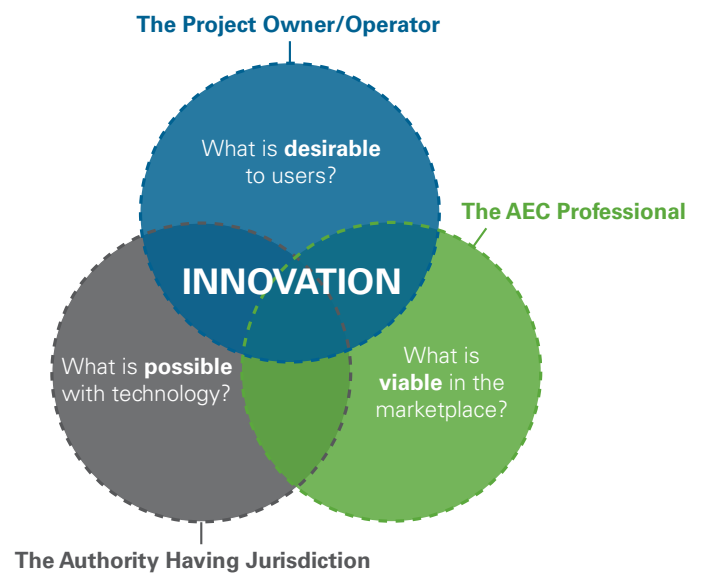 The Project Owner/Operator
What is desirable
to users?
The AEC Professional
INNOVATION
What is possible
with technology?
What is
viable in the
marketplace?
The Authority Having Jurisdiction